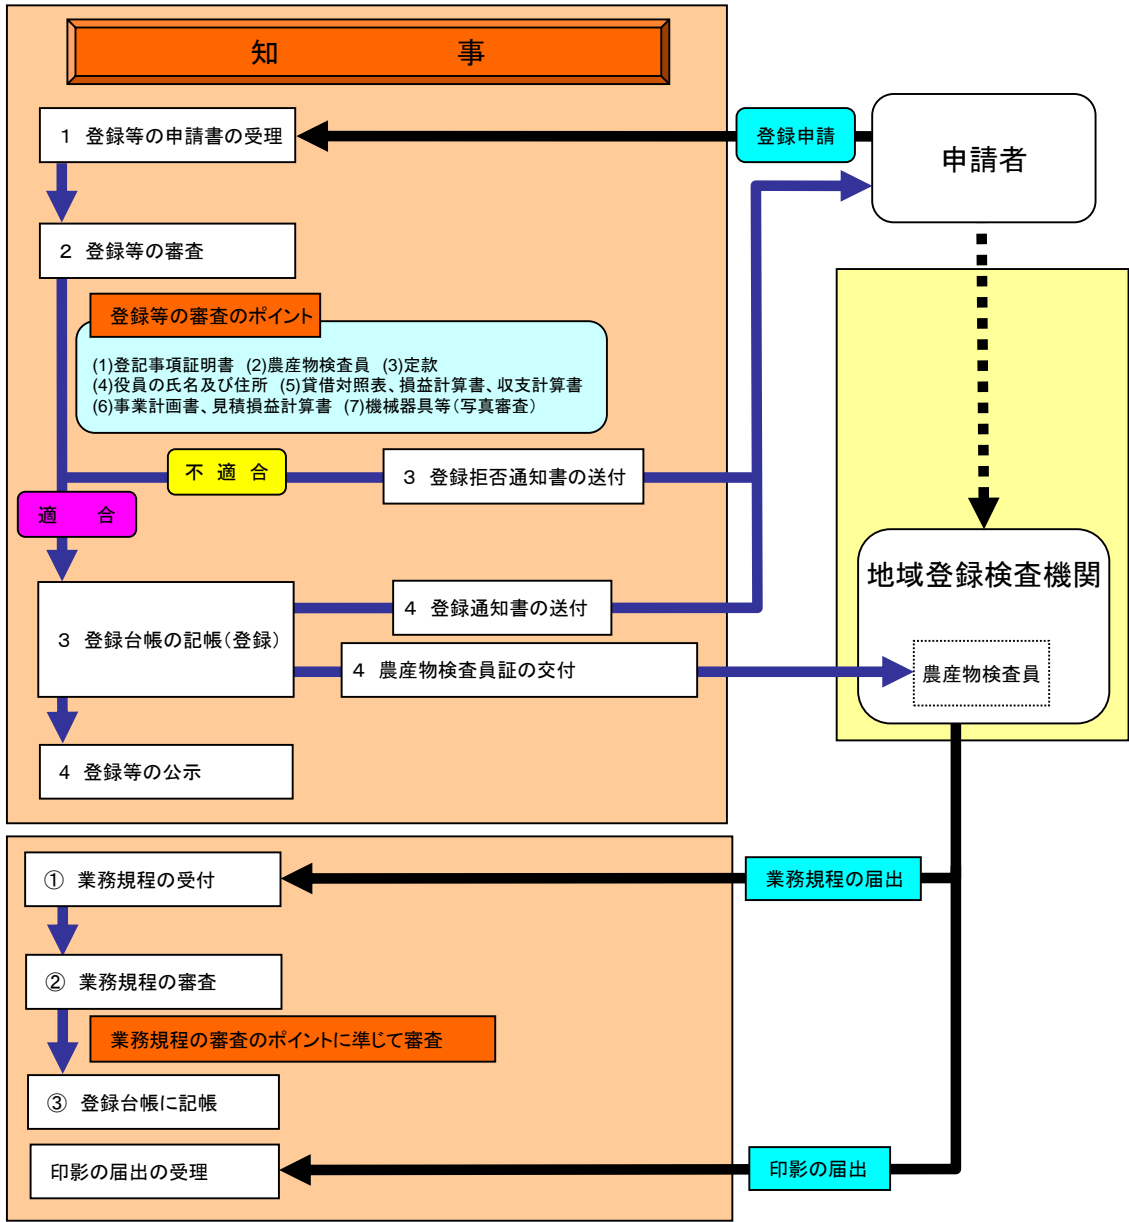 知　　　事
１　登録等の申請書の受理
登録申請
申請者
２　登録等の審査
登録等の審査のポイント
(1)登記事項証明書　(2)農産物検査員　(3)定款
(4)役員の氏名及び住所　(5)貸借対照表、損益計算書、収支計算書
(6)事業計画書、見積損益計算書　(7)機械器具等（写真審査）
不　適　合
３　登録拒否通知書の送付
適　　合
地域登録検査機関
３　登録台帳の記帳（登録）
４　登録通知書の送付
４　農産物検査員証の交付
農産物検査員
４　登録等の公示
①　業務規程の受付
業務規程の届出
②　業務規程の審査
業務規程の審査のポイントに準じて審査
③　登録台帳に記帳
印影の届出の受理
印影の届出